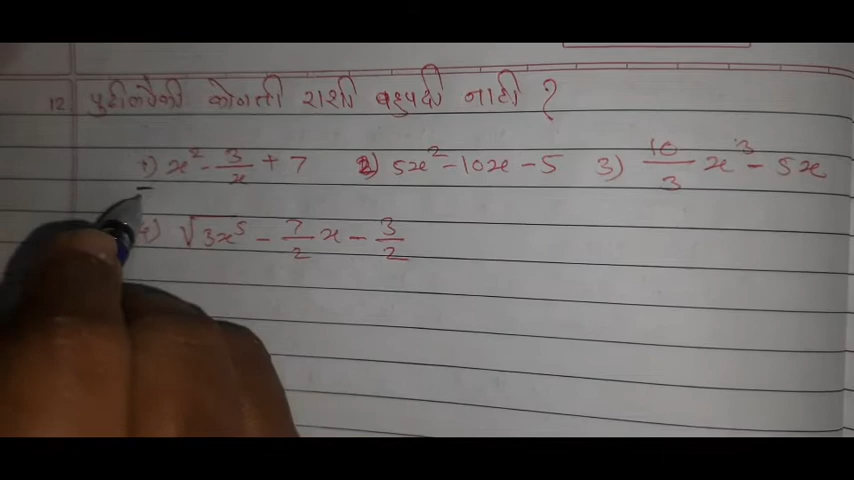 12. पुढीलपैकी कोणती राशी बहुपदी नाही ?
1) x² - 3/x + 7 2) 5x² - 10x - 5 3) 10/3 x³ - 5x
4) √3x⁵ - 7/2 x - 3/2